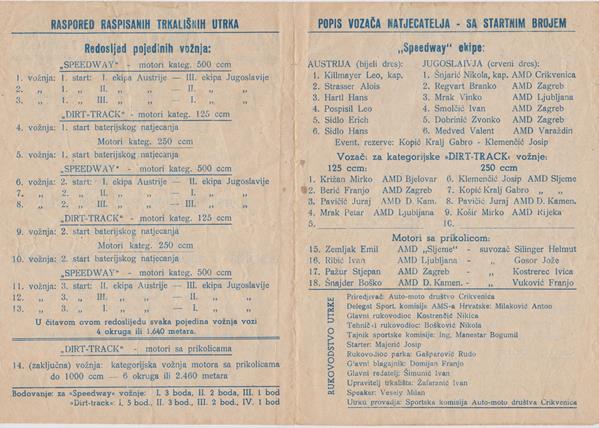 RASPORED RASPISANIH TRKALIŠNIH UTRKA
Redoslijed pojedinih vožnja:
„SPEEDWAY" - motori kateg. 500 ccm
1. vožnja: 1. start: I. ekipa Austrije — III. ekipa Jugoslavije
2. „ 1. „ II. „ — II. „ „
3. „ 1. „ III. „ — I. „ „
„DIRT-TRACK" - motori kateg. 125 ccm
4. vožnja: 1. start baterijskog natjecanja
Motori kateg. 250 ccm
5. vožnja: 1. start baterijskog natjecanja
„SPEEDWAY" - motori kateg. 500 ccm
6. vožnja: 2. start: I. ekipa Austrije — II. ekipa Jugoslavije
7. „ 2. „ II. „ — I. „ „
8. „ 2. „ III. „ — III. „ „
„DIRT-TRACK" - motori kateg. 125 ccm
9. vožnja: 2. start baterijskog natjecanja
Motori kateg. 250 ccm
10. vožnja: 2. start baterijskog natjecanja
„SPEEDWAY" - motori kateg. 500 ccm
11. vožnja: 3. start: I. ekipa Austrije — I. ekipa Jugoslavije
12. „ 3. „ III. „ — II. „ „
13. „ 3. „ II. „ — III. „ „
U čitavom ovom redoslijedu svaka pojedina vožnja vozi
4 okruga ili 1.640 metara.
„DIRT-TRACK" - motori sa prikolicama
14. (zaključna) vožnja: kategorijska vožnja motora sa prikolicama
do 1000 ccm — 6 okruga ili 2.460 metara
Bodovanje: za »Speedway« vožnje: I. 3 boda, II. 2 boda, III. 1 bod
»Dirt-track«: I. 5 bod., II. 3 bod., III. 2 bod., IV. 1 bod
POPIS VOZAČA NATJECATELJA - SA STARTNIM BROJEM
„Speedway" ekipe:
AUSTRIJA (bijeli dres): JUGOSLAVIJA (crveni dres):
1. Killmayer Leo, kap. 1. Šnjarić Nikola, kap. AMD Crikvenica
2. Strasser Alois 2. Regvart Branko AMD Zagreb
3. Hartl Hans 3. Mrak Vinko AMD Ljubljana
4. Pospisil Leo 4. Smolčić Ivan AMD Zagreb
5. Sidlo Erich 5. Dobrinić Zvonko AMD Zagreb
6. Sidlo Hans 6. Medved Valent AMD Varaždin
Event. rezerve: Kopić Kralj Gabro - Klemenčić Josip
Vozač: za kategorijske »DIRT-TRACK« vožnje:
125 ccm: 250 ccm:
1. Križan Mirko AMD Bjelovar 6. Klemenčić Josip AMD Sljeme
2. Berić Franjo AMD Zagreb 7. Kopić Kralj Gabro „ „
3. Pavičić Juraj AMD D. Kam. 8. Pavičić Juraj AMD D. Kamen.
4. Mrak Petar AMD Ljubljana 9. Košir Mirko AMD Rijeka
5. 10.
Motori sa prikolicom:
15. Zemljak Emil AMD „Sljeme" - suvozač Silinger Helmut
16. Ribić Ivan AMD Ljubljana - „ Gosor Jože
17. Pažur Stjepan AMD Zagreb - „ Kostrerec Ivica
18. Šnajder Boško AMD D. Kamen. - „ Vuković Franjo
RUKOVODSTVO UTRKE
Priredjivač: Auto-moto društvo Crikvenica
Delegat Sport. komisije AMS-a Hrvatske: Milaković Anton
Glavni rukovodioc: Kostrenčić Nikica
Tehnič-i rukovodioc: Bošković Nikola
Tajnik sportske komisije: Ing. Manestar Bogumil
Starter: Majerić Josip
Rukovodioc parka: Gašparović Rudo
Glavni blagajnik: Domijan Franjo
Glavni redatelj: Šimunić Ivan
Upravitelj trkališta: Žafaranić Ivan
Speaker: Vesely Milan
Utrku provadja: Sportska komisija Auto-moto društva Crikvenica